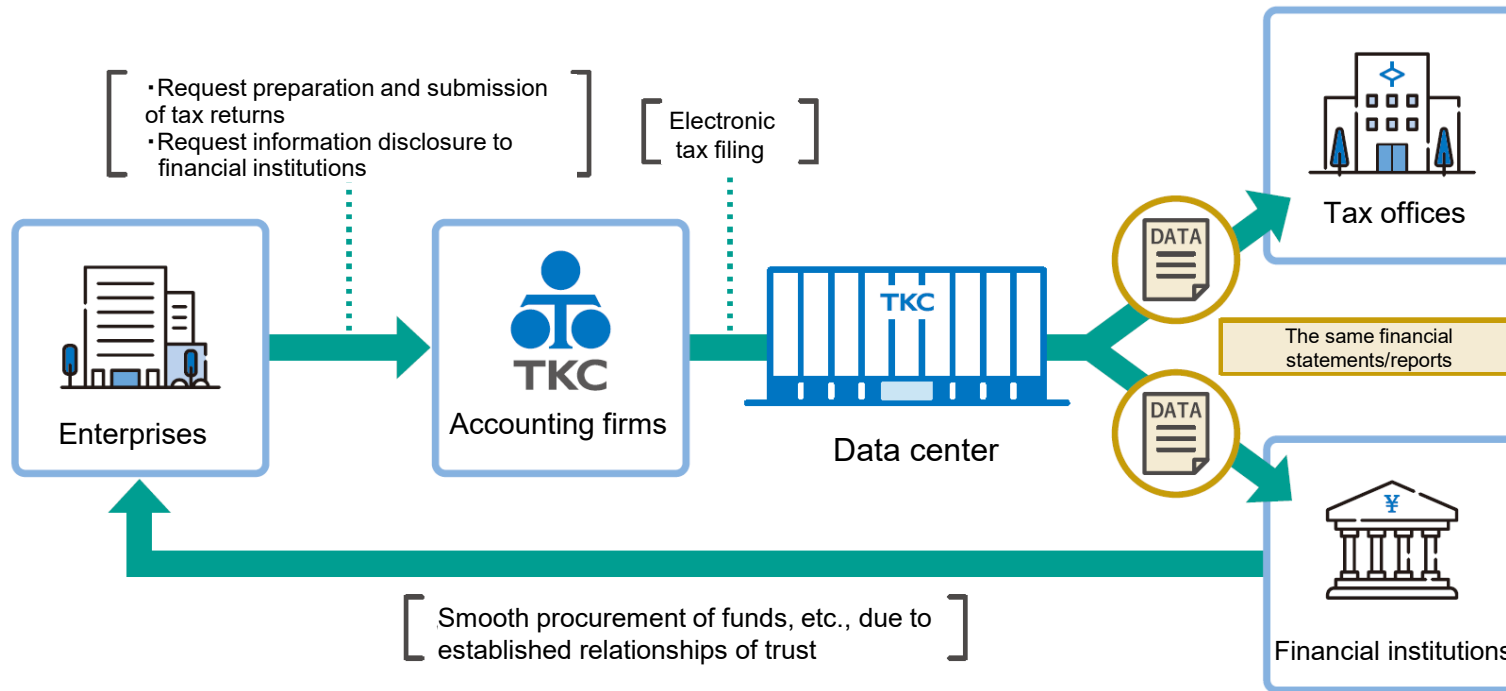 ・Request preparation and submission
of tax returns
・Request information disclosure to
financial institutions
Electronic
tax filing
Enterprises
TKC
Accounting firms
TKC
Data center
DATA
DATA
Tax offices
The same financial
statements/reports
¥
Financial institutions
Smooth procurement of funds, etc., due to
established relationships of trust